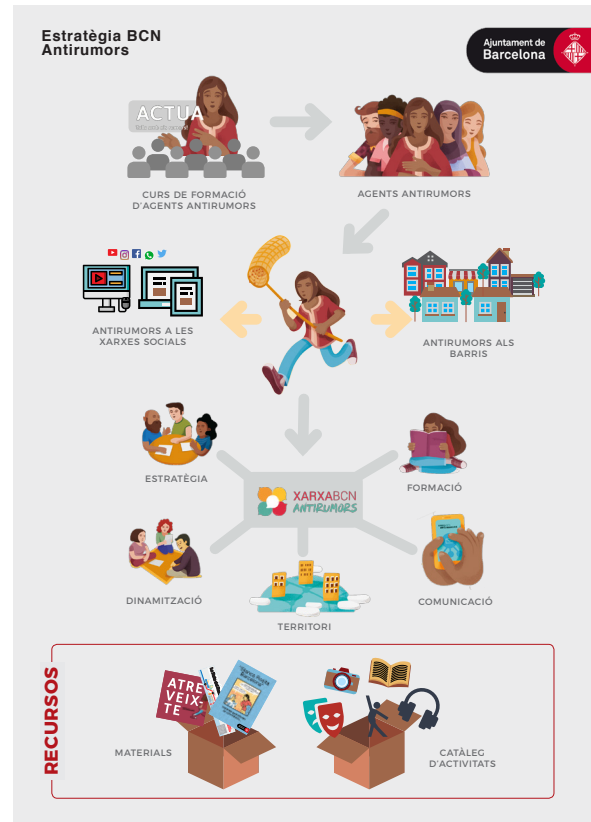 Estratègia BCN
Antirumors
Ajuntament de
Barcelona
ACTUA
CURS DE FORMACIÓ
D'AGENTS ANTIRUMORS
AGENTS ANTIRUMORS
ANTIRUMORS A LES
XARXES SOCIALS
ANTIRUMORS ALS
BARRIS
ESTRATÈGIA
FORMACIÓ
XARXABCN
ANTIRUMORS
DINAMITZACIÓ
COMUNICACIÓ
TERRITORI
RECURSOS
ATRE
VEIX-
TE
MATERIALS
CATÀLEG
D'ACTIVITATS